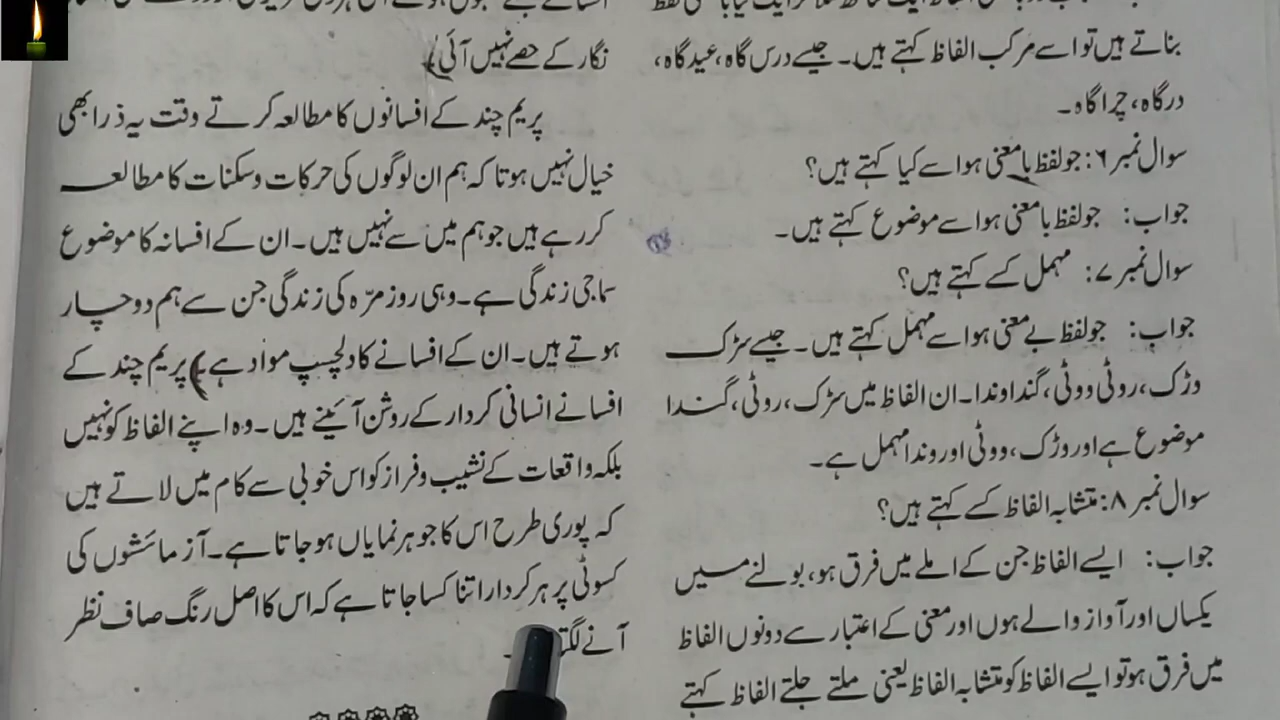 بناتے ہیں تو اسے مرکب الفاظ کہتے ہیں۔ جیسے درس گاہ، عیدگاہ،
درگاہ، چراگاہ۔
سوال نمبر ۶: جو لفظ بامعنی ہو اسے کیا کہتے ہیں؟
جواب: جو لفظ بامعنی ہو اسے موضوع کہتے ہیں۔
سوال نمبر ۷: مہمل کسے کہتے ہیں؟
جواب: جو لفظ بے معنی ہو اسے مہمل کہتے ہیں۔ جیسے سڑک
وڑک، روٹی ووٹی، گندا وندا۔ ان الفاظ میں سڑک، روٹی، گندا
موضوع ہے اور وڑک، ووٹی اور وندا مہمل ہے۔
سوال نمبر ۸: متشابہ الفاظ کسے کہتے ہیں؟
جواب: ایسے الفاظ جن کے املے میں فرق ہو، بولنے میں
یکساں اور آواز والے ہوں اور معنی کے اعتبار سے دونوں الفاظ
میں فرق ہو تو ایسے الفاظ کو متشابہ الفاظ یعنی ملتے جلتے الفاظ کہتے
نگار کے حصے نہیں آئی)
پریم چند کے افسانوں کا مطالعہ کرتے وقت یہ ذرا بھی
خیال نہیں ہوتا کہ ہم ان لوگوں کی حرکات و سکنات کا مطالعہ
کر رہے ہیں جو ہم میں سے نہیں ہیں۔ ان کے افسانہ کا موضوع
سماجی زندگی ہے۔ وہی روز مرّہ کی زندگی جن سے ہم دوچار
ہوتے ہیں۔ ان کے افسانے کا دلچسپ مواد ہے۔) پریم چند کے
افسانے انسانی کردار کے روشن آئینے ہیں۔ وہ اپنے الفاظ کو نہیں
بلکہ واقعات کے نشیب و فراز کو اس خوبی سے کام میں لاتے ہیں
کہ پوری طرح اس کا جوہر نمایاں ہو جاتا ہے۔ آزمائشوں کی
کسوٹی پر ہر کردار اتنا کسا جاتا ہے کہ اس کا اصل رنگ صاف نظر
آنے